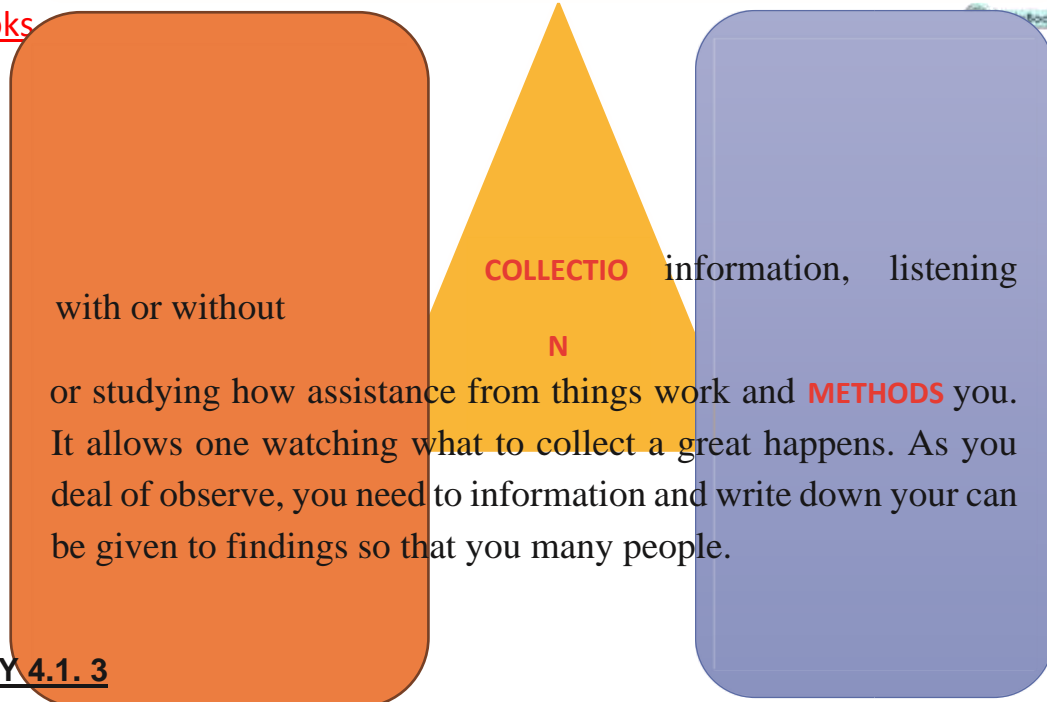 oks
COLLECTIO information, listening
with or without
N
or studying how assistance from things work and METHODS you.
It allows one watching what to collect a great happens. As you
deal of observe, you need to information and write down your can
be given to findings so that you many people.
Y 4.1. 3